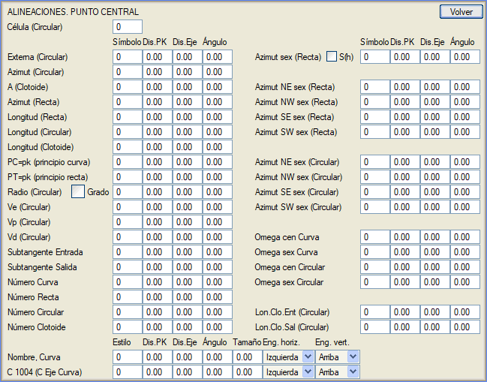 ALINEACIONES. PUNTO CENTRAL Volver
Célula (Circular) 0
Símbolo Dis.PK Dis.Eje Ángulo Símbolo Dis.PK Dis.Eje Ángulo
Externa (Circular) 0 0.00 0.00 0.00 Azimut sex (Recta) S(h) 0 0.00 0.00 0.00
Azimut (Circular) 0 0.00 0.00 0.00
A (Clotoide) 0 0.00 0.00 0.00 Azimut NE sex (Recta) 0 0.00 0.00 0.00
Azimut (Recta) 0 0.00 0.00 0.00 Azimut NW sex (Recta) 0 0.00 0.00 0.00
Longitud (Recta) 0 0.00 0.00 0.00 Azimut SE sex (Recta) 0 0.00 0.00 0.00
Longitud (Circular) 0 0.00 0.00 0.00 Azimut SW sex (Recta) 0 0.00 0.00 0.00
Longitud (Clotoide) 0 0.00 0.00 0.00
PC=pk (principio curva) 0 0.00 0.00 0.00 Azimut NE sex (Circular) 0 0.00 0.00 0.00
PT=pk (principio recta) 0 0.00 0.00 0.00 Azimut NW sex (Circular) 0 0.00 0.00 0.00
Radio (Circular) Grado 0 0.00 0.00 0.00 Azimut SE sex (Circular) 0 0.00 0.00 0.00
Ve (Circular) 0 0.00 0.00 0.00 Azimut SW sex (Circular) 0 0.00 0.00 0.00
Vp (Circular) 0 0.00 0.00 0.00
Vd (Circular) 0 0.00 0.00 0.00 Omega cen Curva 0 0.00 0.00 0.00
Subtangente Entrada 0 0.00 0.00 0.00 Omega sex Curva 0 0.00 0.00 0.00
Subtangente Salida 0 0.00 0.00 0.00 Omega cen Circular 0 0.00 0.00 0.00
Número Curva 0 0.00 0.00 0.00 Omega sex Circular 0 0.00 0.00 0.00
Número Recta 0 0.00 0.00 0.00
Número Circular 0 0.00 0.00 0.00 Lon.Clo.Ent (Circular) 0 0.00 0.00 0.00
Número Clotoide 0 0.00 0.00 0.00 Lon.Clo.Sal (Circular) 0 0.00 0.00 0.00
Estilo Dis.PK Dis.Eje Ángulo Tamaño Eng. horiz. Eng. vert.
Nombre, Curva 0 0.00 0.00 0.00 0.00 Izquierda Arriba
C 1004 (C Eje Curva) 0 0.00 0.00 0.00 0.00 Izquierda Arriba